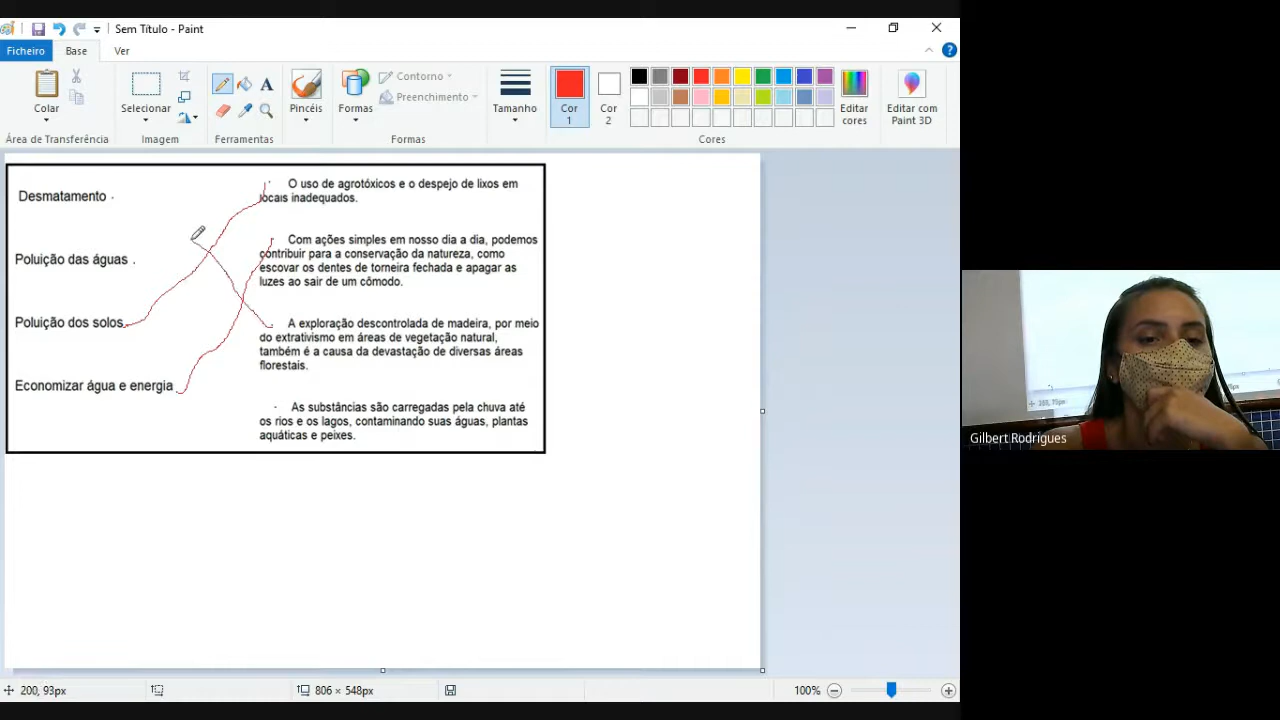 Sem Título - Paint
Ficheiro
Base
Ver
Colar
Selecionar
Pincéis
Formas
Contorno
Preenchimento
Tamanho
Cor
1
Cor
2
Editar
cores
Editar com
Paint 3D
Área de Transferência
Imagem
Ferramentas
Formas
Cores
Desmatamento .
Poluição das águas .
Poluição dos solos
Economizar água e energia
O uso de agrotóxicos e o despejo de lixos em
locais inadequados.
Com ações simples em nosso dia a dia, podemos
contribuir para a conservação da natureza, como
escovar os dentes de torneira fechada e apagar as
luzes ao sair de um cômodo.
A exploração descontrolada de madeira, por meio
do extrativismo em áreas de vegetação natural,
também é a causa da devastação de diversas áreas
florestais.
As substâncias são carregadas pela chuva até
os rios e os lagos, contaminando suas águas, plantas
aquáticas e peixes.
Gilbert Rodrigues
200, 93px
806 × 548px
100%